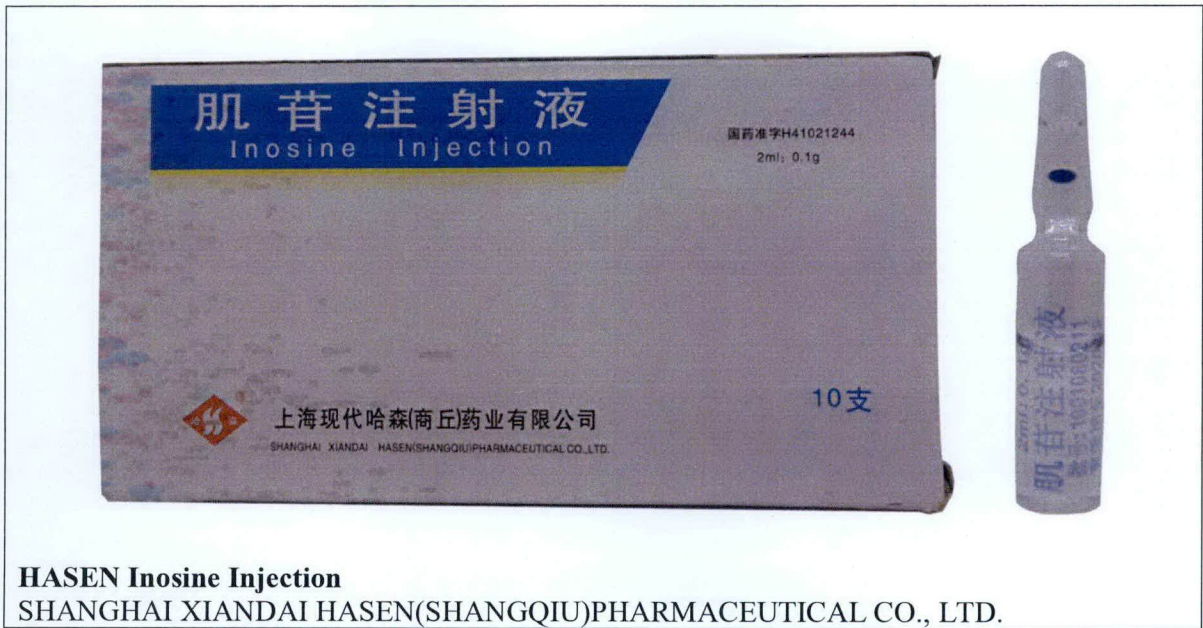 肌苷注射液
Inosine Injection
国药准字H41021244
2ml: 0.1g
10支
上海现代哈森(商丘)药业有限公司
SHANGHAI XIANDAI HASEN(SHANGQIU)PHARMACEUTICAL CO.,LTD.
2ml: 0.1g
肌苷注射液
HASEN Inosine Injection
SHANGHAI XIANDAI HASEN(SHANGQIU)PHARMACEUTICAL CO., LTD.